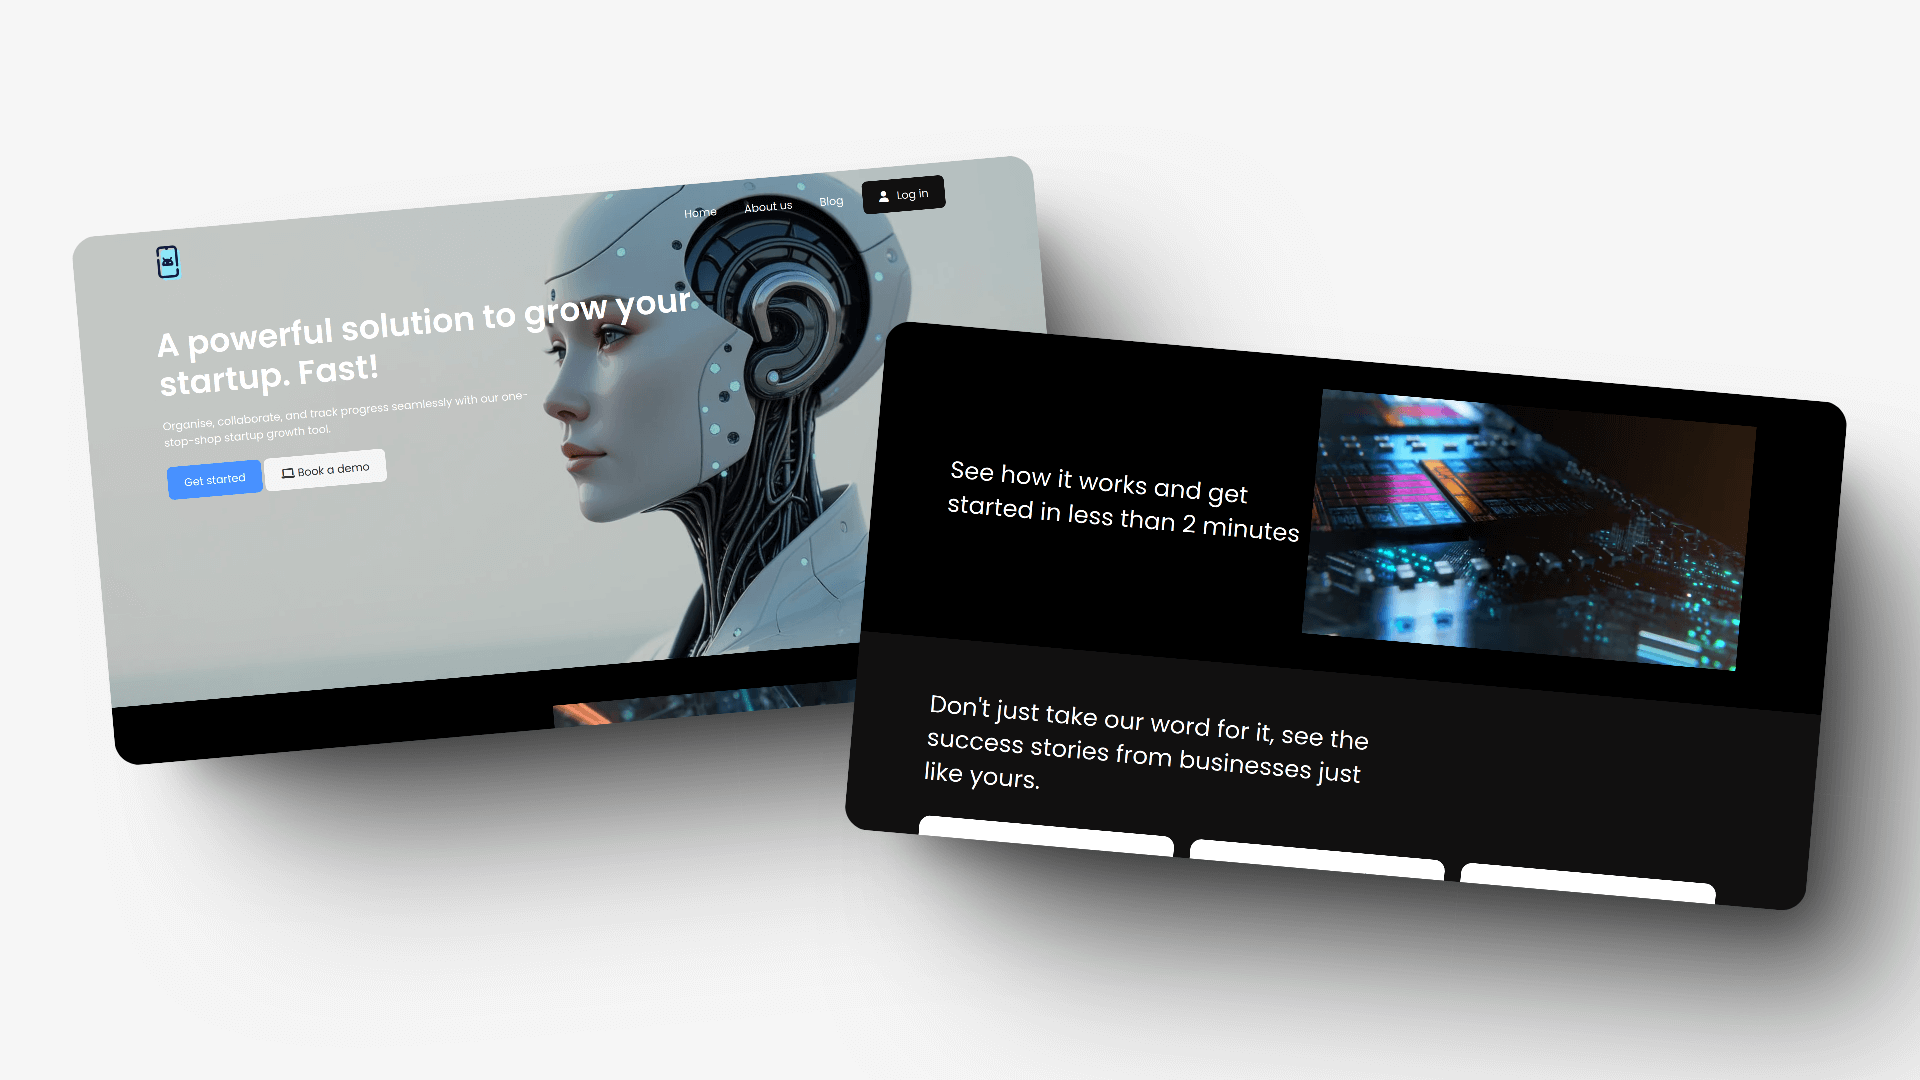 Home
About us
Blog
Log in
A powerful solution to grow your
startup. Fast!
Organise, collaborate, and track progress seamlessly with our one-
stop-shop startup growth tool.
Get started
Book a demo
See how it works and get
started in less than 2 minutes
Don't just take our word for it, see the
success stories from businesses just
like yours.